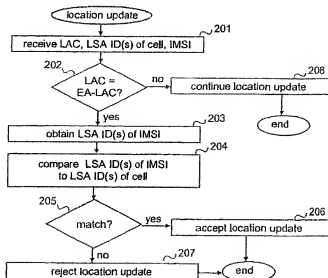 location update
201
receive LAC, LSA ID(s) of cell, IMSI
202
LAC =
EA-LAC?
no
208
continue location update
end
yes
203
obtain LSA ID(s) of IMSI
204
compare LSA ID(s) of IMSI
to LSA ID(s) of cell
205
match?
yes
206
accept location update
no
207
reject location update
end